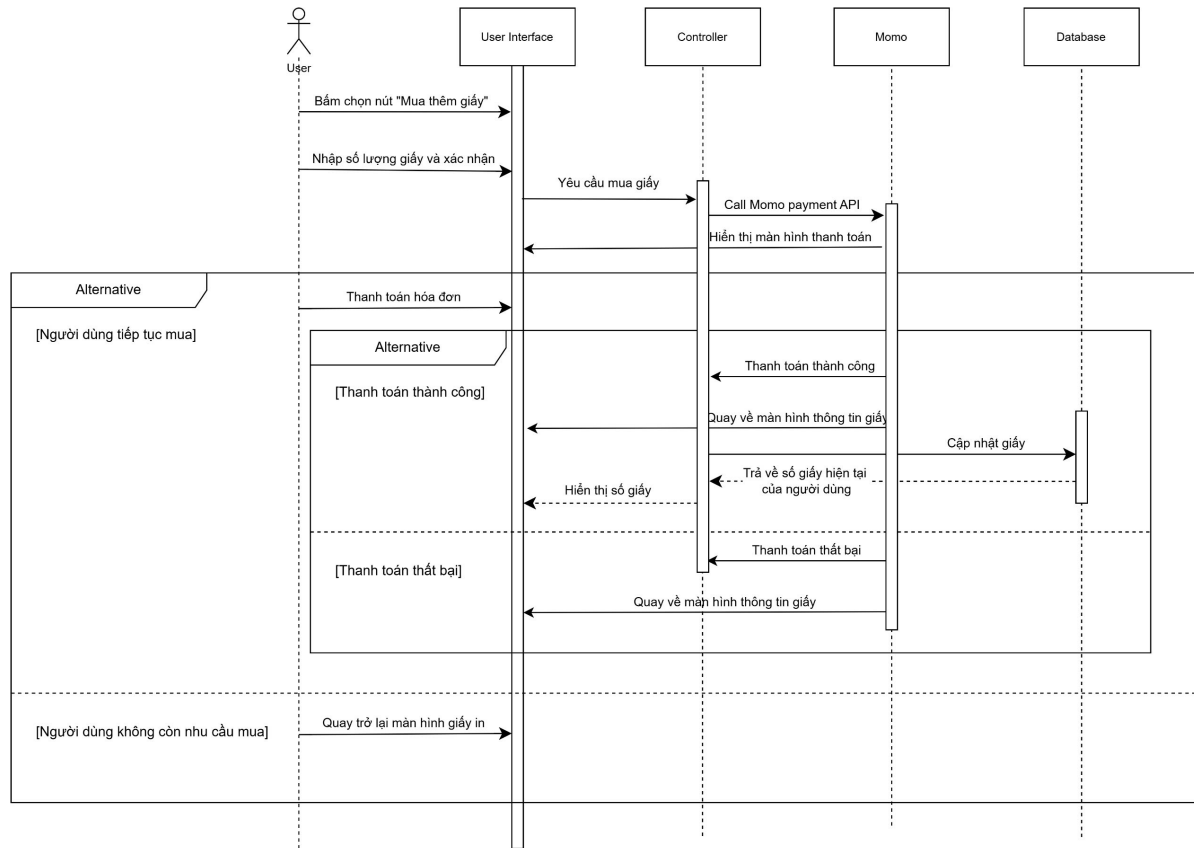 User
User Interface
Controller
Momo
Database
Bấm chọn nút "Mua thêm giấy"
Nhập số lượng giấy và xác nhận
Yêu cầu mua giấy
Call Momo payment API
Hiển thị màn hình thanh toán
Alternative
Thanh toán hóa đơn
[Người dùng tiếp tục mua]
Alternative
Thanh toán thành công
[Thanh toán thành công]
Quay về màn hình thông tin giấy
Cập nhật giấy
Trả về số giấy hiện tại
của người dùng
Hiển thị số giấy
Thanh toán thất bại
[Thanh toán thất bại]
Quay về màn hình thông tin giấy
[Người dùng không còn nhu cầu mua]
Quay trở lại màn hình giấy in